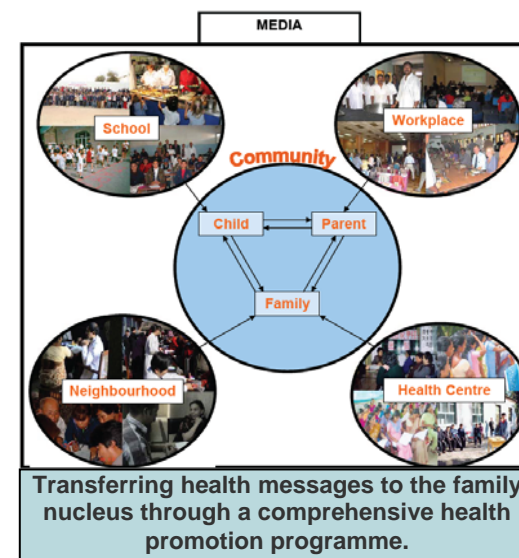 MEDIA
School
Workplace
Community
Child
Parent
Family
Neighbourhood
Health Centre
Transferring health messages to the family
nucleus through a comprehensive health
promotion programme.